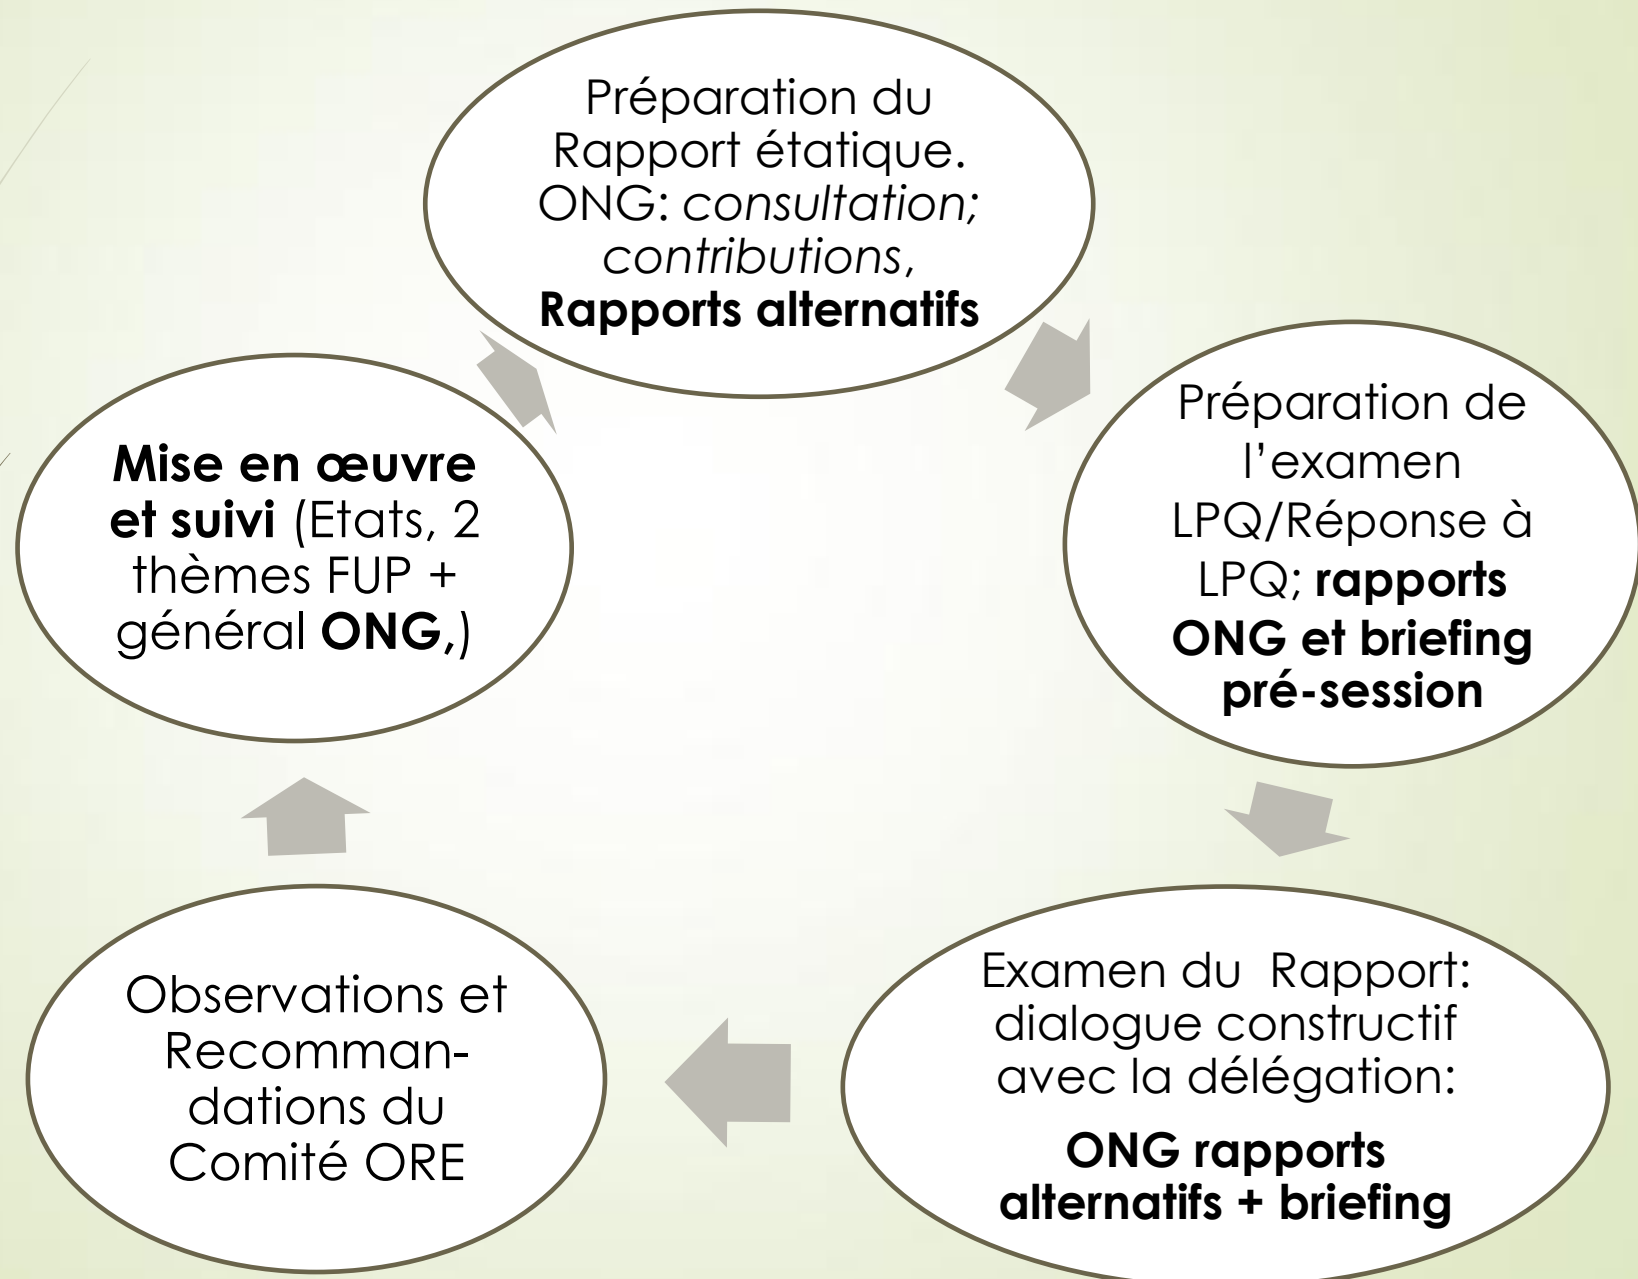 Préparation du
Rapport étatique.
ONG: consultation;
contributions,
Rapports alternatifs
Préparation de
l’examen
LPQ/Réponse à
LPQ; rapports
ONG et briefing
pré-session
Examen du  Rapport:
dialogue constructif
avec la délégation:
ONG rapports
alternatifs + briefing
Observations et
Recomman-
dations du
Comité ORE
Mise en œuvre
et suivi (Etats, 2
thèmes FUP +
général ONG,)